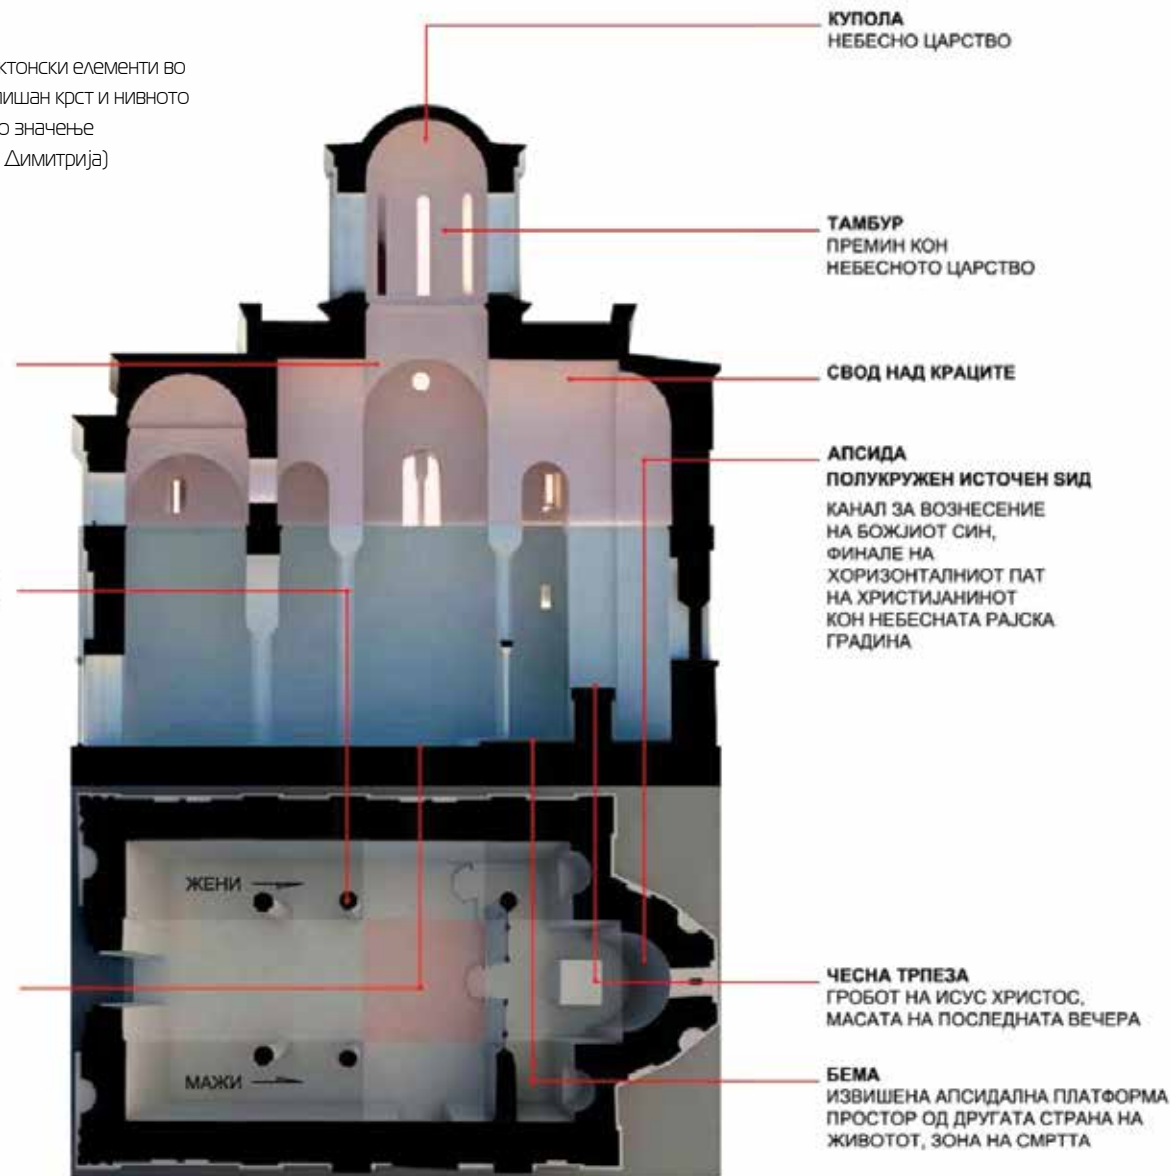 елементи во
крст и нивното
значење
Димитрија)
КУПОЛА
НЕБЕСНО ЦАРСТВО
ТАМБУР
ПРЕМИН КОН
НЕБЕСНОТО ЦАРСТВО
СВОД НАД КРАЦИТЕ
АПСИДА
ПОЛУКРУЖЕН ИСТОЧЕН ЅИД
КАНАЛ ЗА ВОЗНЕСЕНИЕ
НА БОЖЈИОТ СИН,
ФИНАЛЕ НА
ХОРИЗОНТАЛНИОТ ПАТ
НА ХРИСТИЈАНИНОТ
КОН НЕБЕСНАТА РАЈСКА
ГРАДИНА
ЖЕНИ
МАЖИ
ЧЕСНА ТРПЕЗА
ГРОБОТ НА ИСУС ХРИСТОС,
МАСАТА НА ПОСЛЕДНАТА ВЕЧЕРА
БЕМА
ИЗВИШЕНА АПСИДАЛНА ПЛАТФОРМА
ПРОСТОР ОД ДРУГАТА СТРАНА НА
ЖИВОТОТ, ЗОНА НА СМРТТА